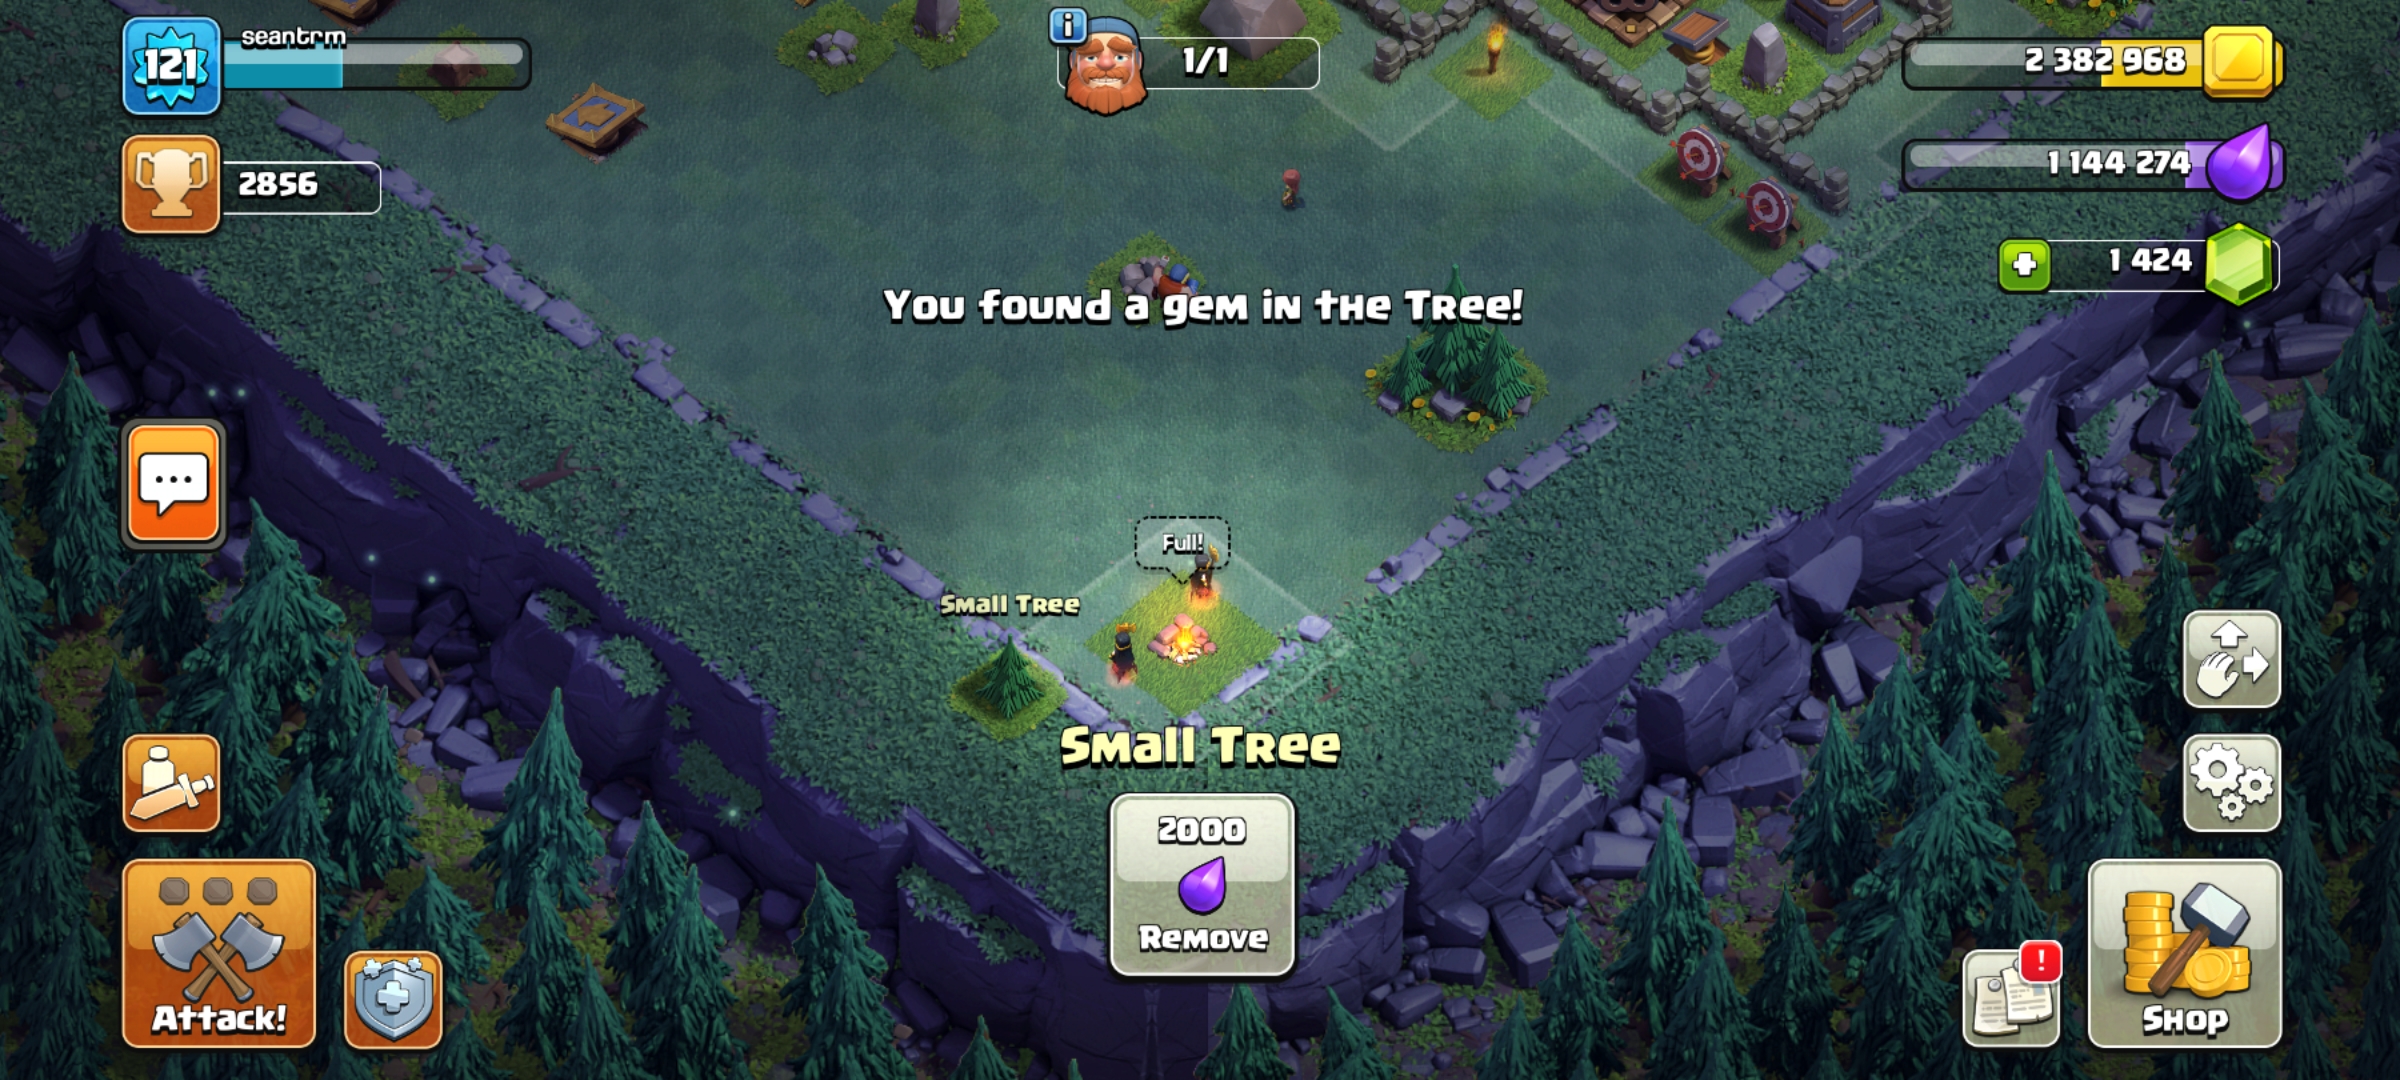 121
seantrm
i
1/1
2 382 968
2856
1 144 274
1 424
You found a gem in the Tree!
Full!
Small Tree
Small Tree
2000
Remove
Attack!
!
Shop